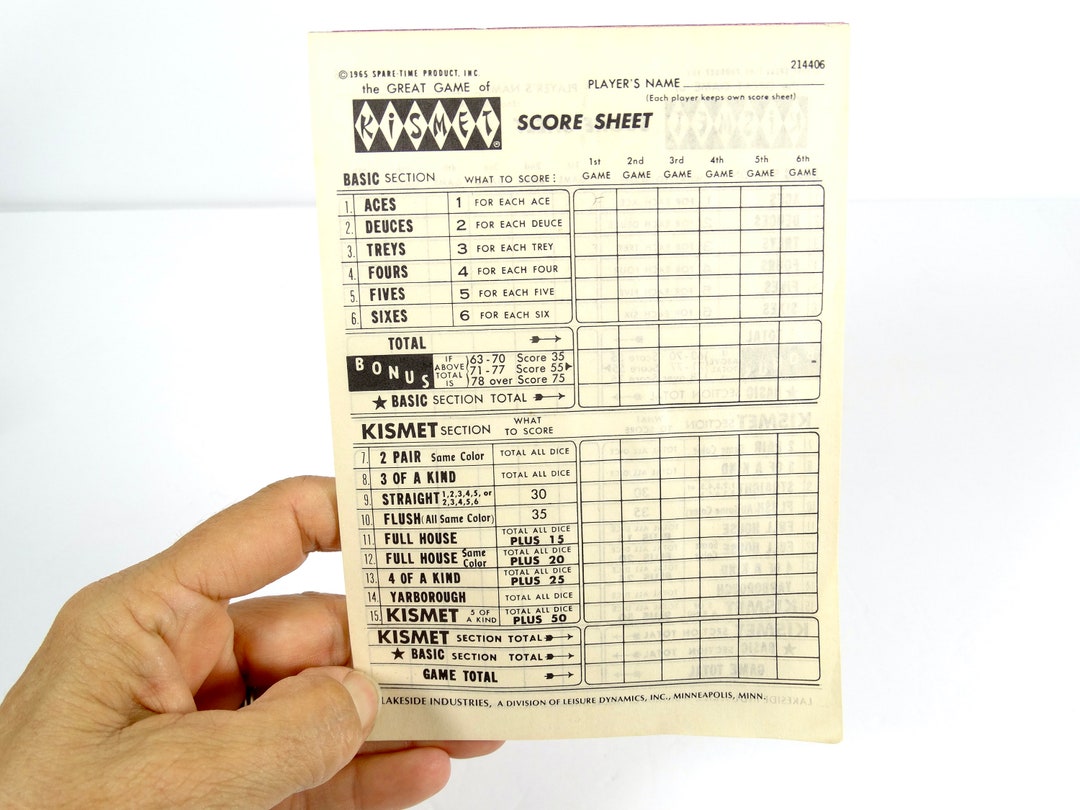 © 1965 SPARE-TIME PRODUCT, INC. 214406
the GREAT GAME of PLAYER'S NAME
(Each player keeps own score sheet)
KiSMET ® SCORE SHEET
1st GAME 2nd GAME 3rd GAME 4th GAME 5th GAME 6th GAME
BASIC SECTION WHAT TO SCORE:
1. ACES 1 FOR EACH ACE
2. DEUCES 2 FOR EACH DEUCE
3. TREYS 3 FOR EACH TREY
4. FOURS 4 FOR EACH FOUR
5. FIVES 5 FOR EACH FIVE
6. SIXES 6 FOR EACH SIX
TOTAL
BONUS IF ABOVE TOTAL IS
63-70 Score 35
71-77 Score 55
78 over Score 75
★ BASIC SECTION TOTAL
KISMET SECTION WHAT TO SCORE
7. 2 PAIR Same Color TOTAL ALL DICE
8. 3 OF A KIND TOTAL ALL DICE
9. STRAIGHT 1,2,3,4,5, or 2,3,4,5,6 30
10. FLUSH (All Same Color) 35
11. FULL HOUSE TOTAL ALL DICE PLUS 15
12. FULL HOUSE Same Color TOTAL ALL DICE PLUS 20
13. 4 OF A KIND TOTAL ALL DICE PLUS 25
14. YARBOROUGH TOTAL ALL DICE
15. KISMET 5 OF A KIND TOTAL ALL DICE PLUS 50
KISMET SECTION TOTAL
★ BASIC SECTION TOTAL
GAME TOTAL
LAKESIDE INDUSTRIES, A DIVISION OF LEISURE DYNAMICS, INC., MINNEAPOLIS, MINN.